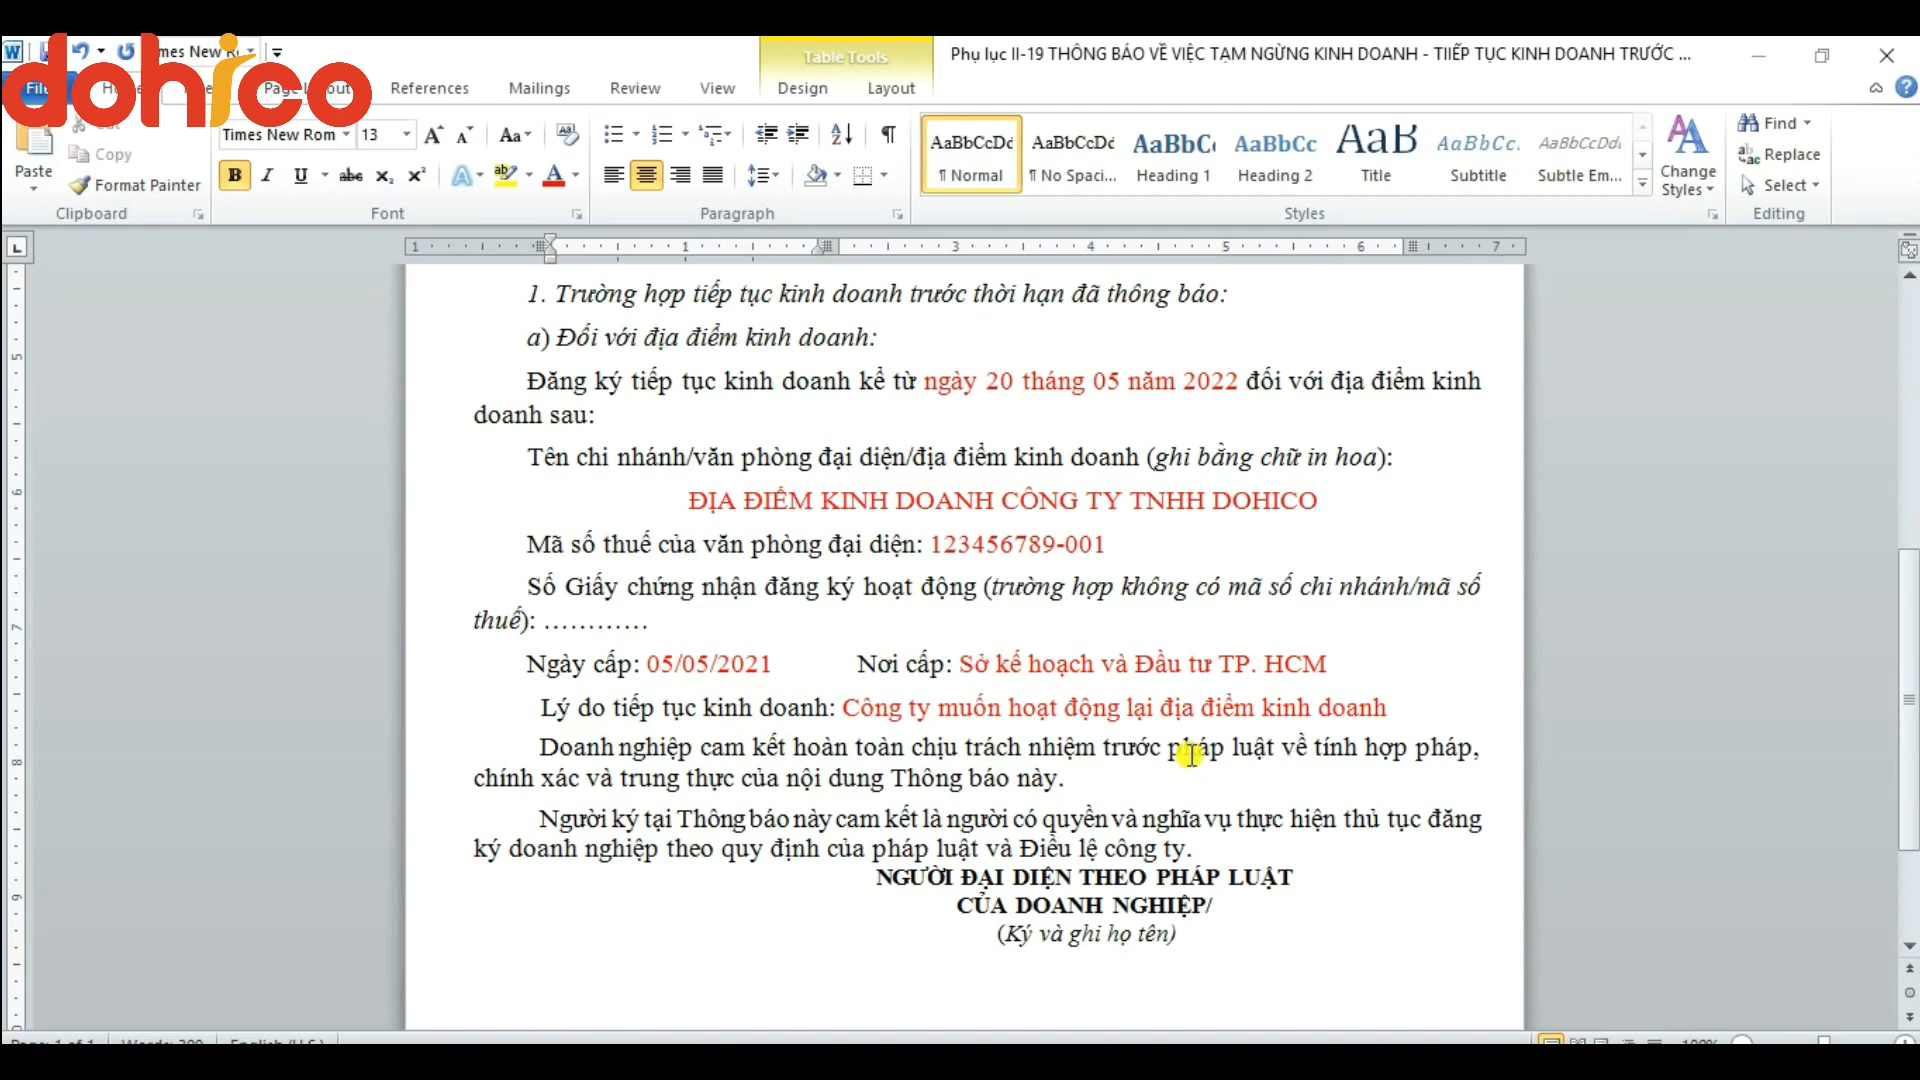 dohico
Phụ lục II-19 THÔNG BÁO VỀ VIỆC TẠM NGỪNG KINH DOANH - TIIẾP TỤC KINH DOANH TRƯỚC ...
Table Tools
References Mailings Review View Design Layout
Paste
Copy
Format Painter
Clipboard
Times New Rom 13
Font
Paragraph
AaBbCcDd AaBbCcDd AaBbC AaBbCc AaB AaBbCc. AaBbCcDd
¶ Normal ¶ No Spaci... Heading 1 Heading 2 Title Subtitle Subtle Em...
Change
Styles
Styles
Find
Replace
Select
Editing
1. Trường hợp tiếp tục kinh doanh trước thời hạn đã thông báo:
a) Đối với địa điểm kinh doanh:
Đăng ký tiếp tục kinh doanh kể từ ngày 20 tháng 05 năm 2022 đối với địa điểm kinh
doanh sau:
Tên chi nhánh/văn phòng đại diện/địa điểm kinh doanh (ghi bằng chữ in hoa):
ĐỊA ĐIỂM KINH DOANH CÔNG TY TNHH DOHICO
Mã số thuế của văn phòng đại diện: 123456789-001
Số Giấy chứng nhận đăng ký hoạt động (trường hợp không có mã số chi nhánh/mã số
thuế): …………
Ngày cấp: 05/05/2021 Nơi cấp: Sở kế hoạch và Đầu tư TP. HCM
Lý do tiếp tục kinh doanh: Công ty muốn hoạt động lại địa điểm kinh doanh
Doanh nghiệp cam kết hoàn toàn chịu trách nhiệm trước pháp luật về tính hợp pháp,
chính xác và trung thực của nội dung Thông báo này.
Người ký tại Thông báo này cam kết là người có quyền và nghĩa vụ thực hiện thủ tục đăng
ký doanh nghiệp theo quy định của pháp luật và Điều lệ công ty.
NGƯỜI ĐẠI DIỆN THEO PHÁP LUẬT
CỦA DOANH NGHIỆP/
(Ký và ghi họ tên)